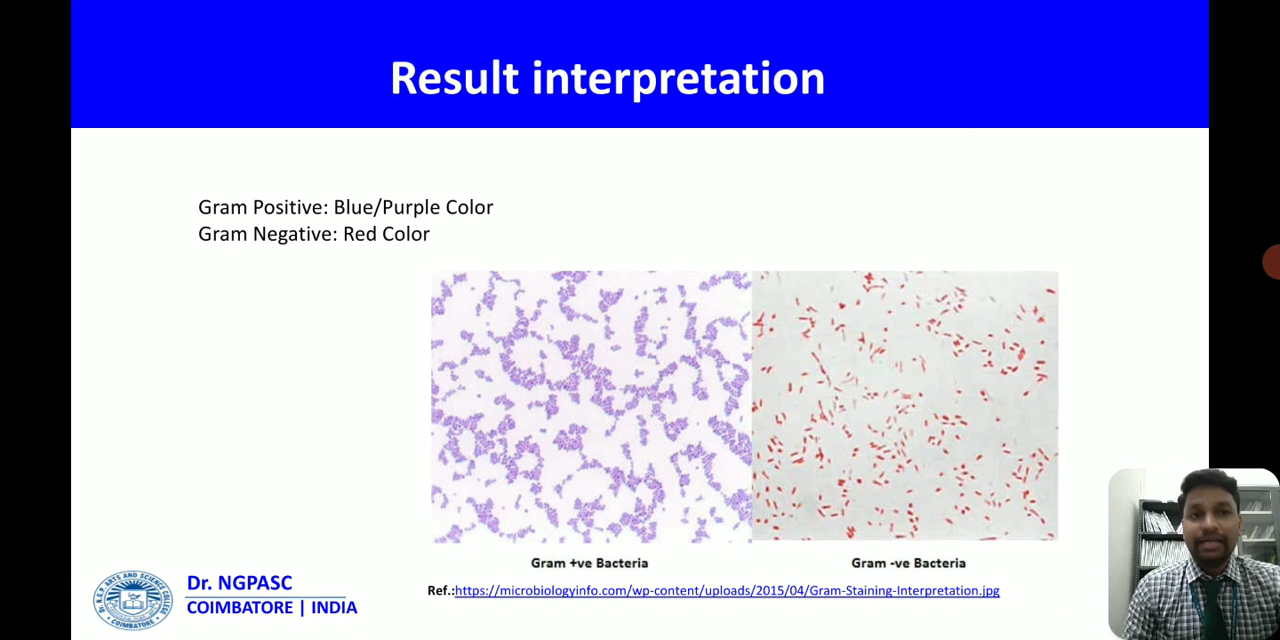 Result interpretation
Gram Positive: Blue/Purple Color
Gram Negative: Red Color
Gram +ve Bacteria
Gram -ve Bacteria
Ref.:https://microbiologyinfo.com/wp-content/uploads/2015/04/Gram-Staining-Interpretation.jpg
Dr. NGPASC
COIMBATORE | INDIA